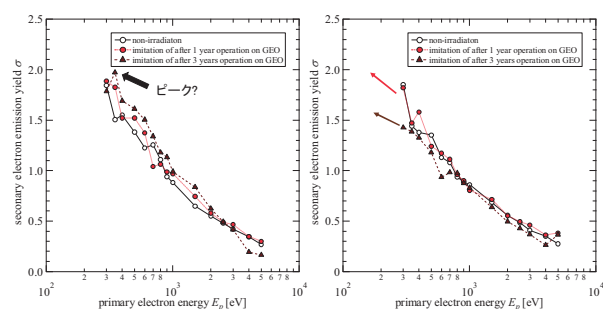 non-irradiaton
imitation of after 1 year operation on GEO
imitation of after 3 years operation on GEO
ピーク?
seconary electron emission yield σ
2.5
2.0
1.5
1.0
0.5
0.0
10²
2 3 4 5 6 7 8
10³
2 3 4 5 6 7 8
10⁴
primary electron energy Eₚ [eV]
non-irradiaton
imitation of after 1 year operation on GEO
imitation of after 3 years operation on GEO
seconary electron emission yield σ
2.5
2.0
1.5
1.0
0.5
0.0
10²
2 3 4 5 6 7 8
10³
2 3 4 5 6 7 8
10⁴
primary electron energy Eₚ [eV]